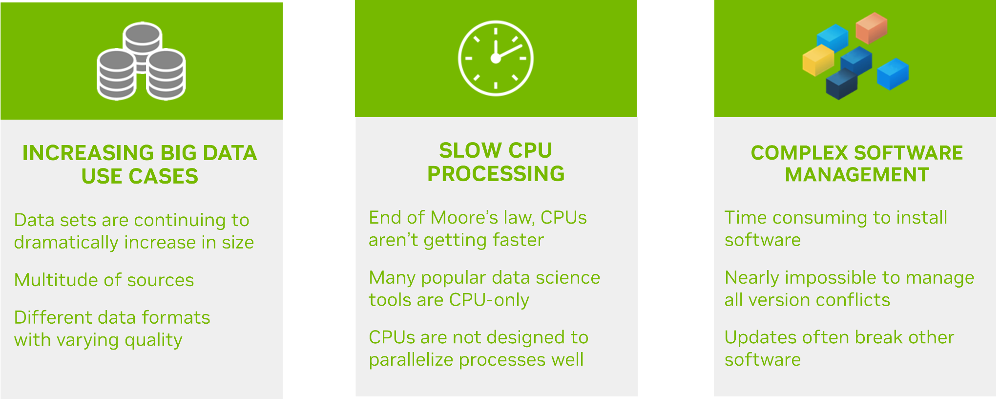 INCREASING BIG DATA
USE CASES
Data sets are continuing to
dramatically increase in size
Multitude of sources
Different data formats
with varying quality
SLOW CPU
PROCESSING
End of Moore’s law, CPUs
aren’t getting faster
Many popular data science
tools are CPU-only
CPUs are not designed to
parallelize processes well
COMPLEX SOFTWARE
MANAGEMENT
Time consuming to install
software
Nearly impossible to manage
all version conflicts
Updates often break other
software